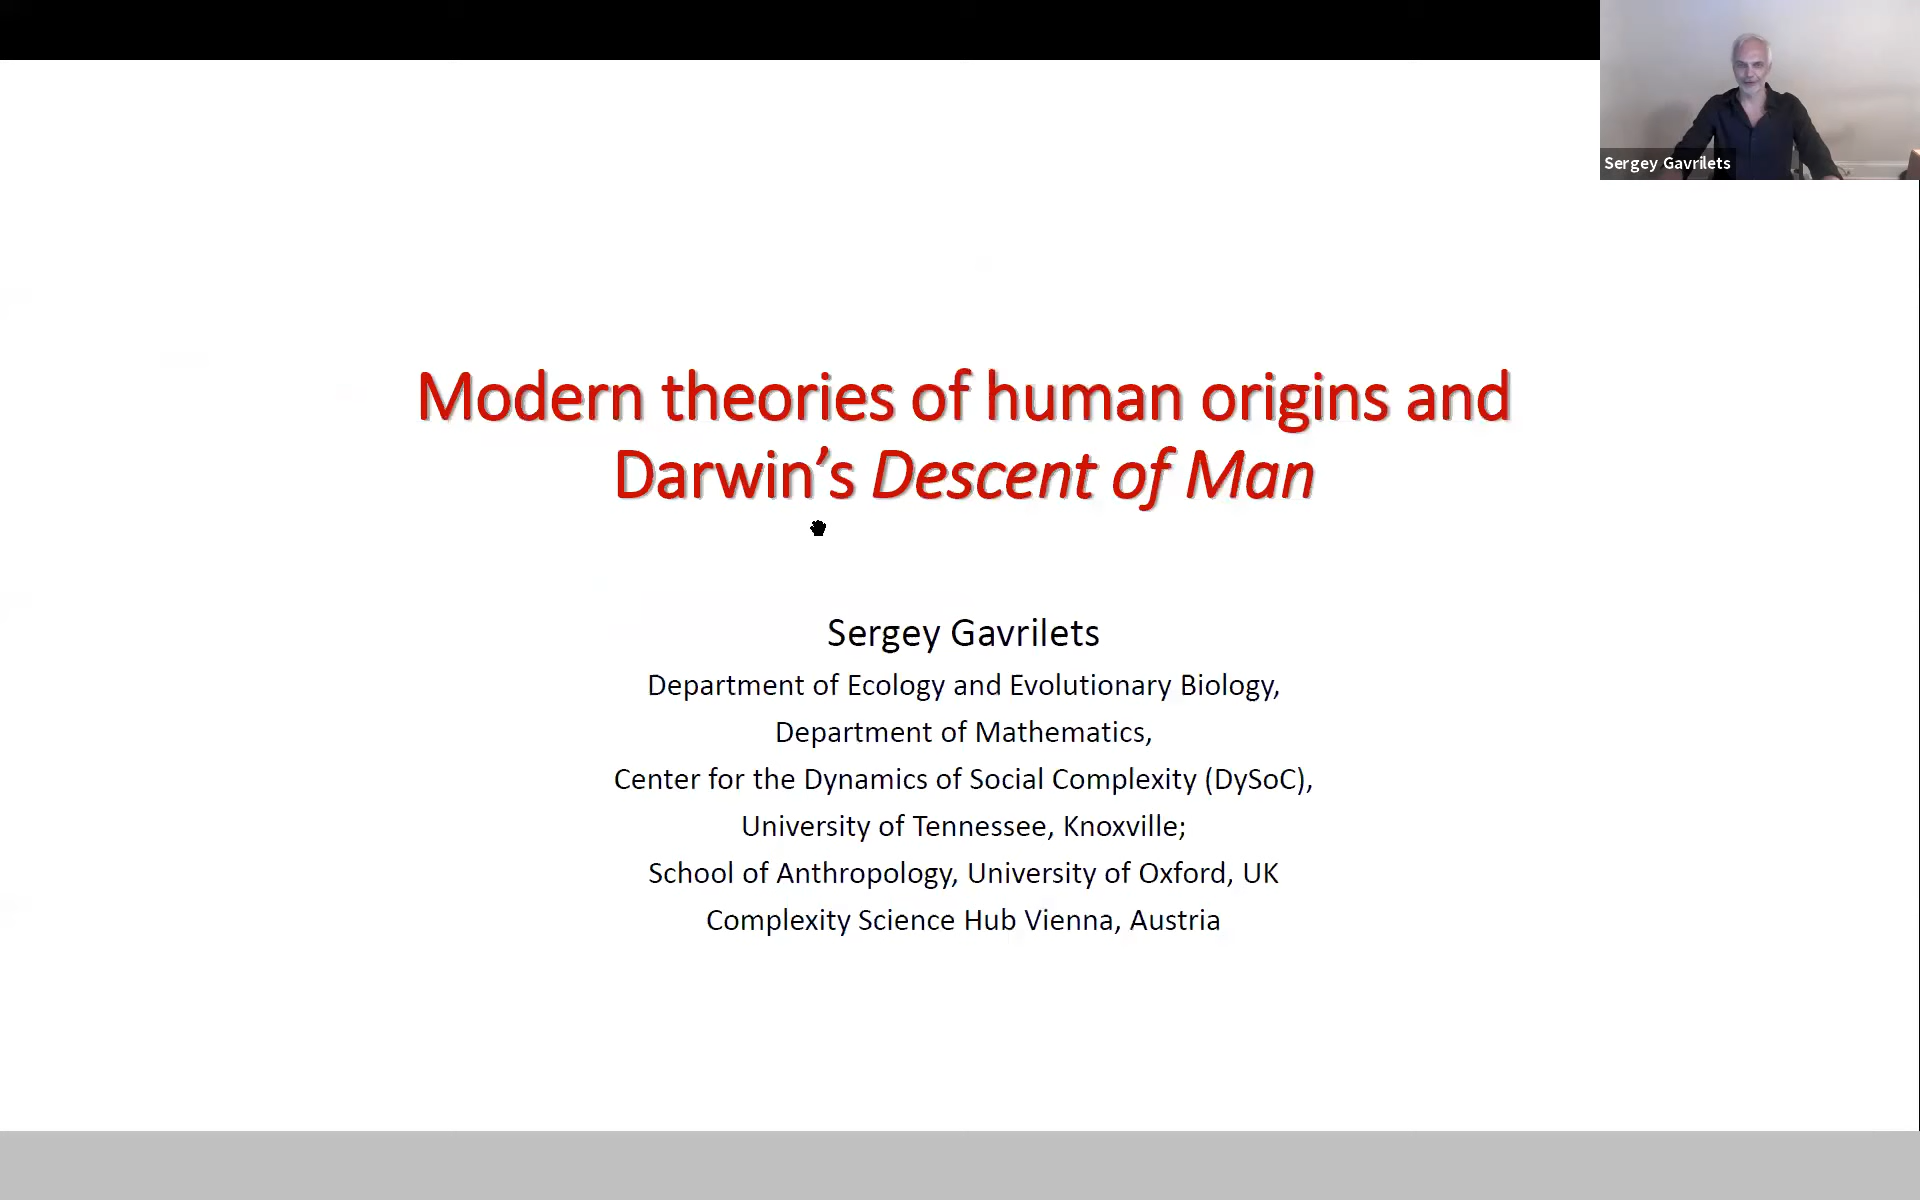 Sergey Gavrilets
Modern theories of human origins and
Darwin’s Descent of Man
Sergey Gavrilets
Department of Ecology and Evolutionary Biology,
Department of Mathematics,
Center for the Dynamics of Social Complexity (DySoC),
University of Tennessee, Knoxville;
School of Anthropology, University of Oxford, UK
Complexity Science Hub Vienna, Austria